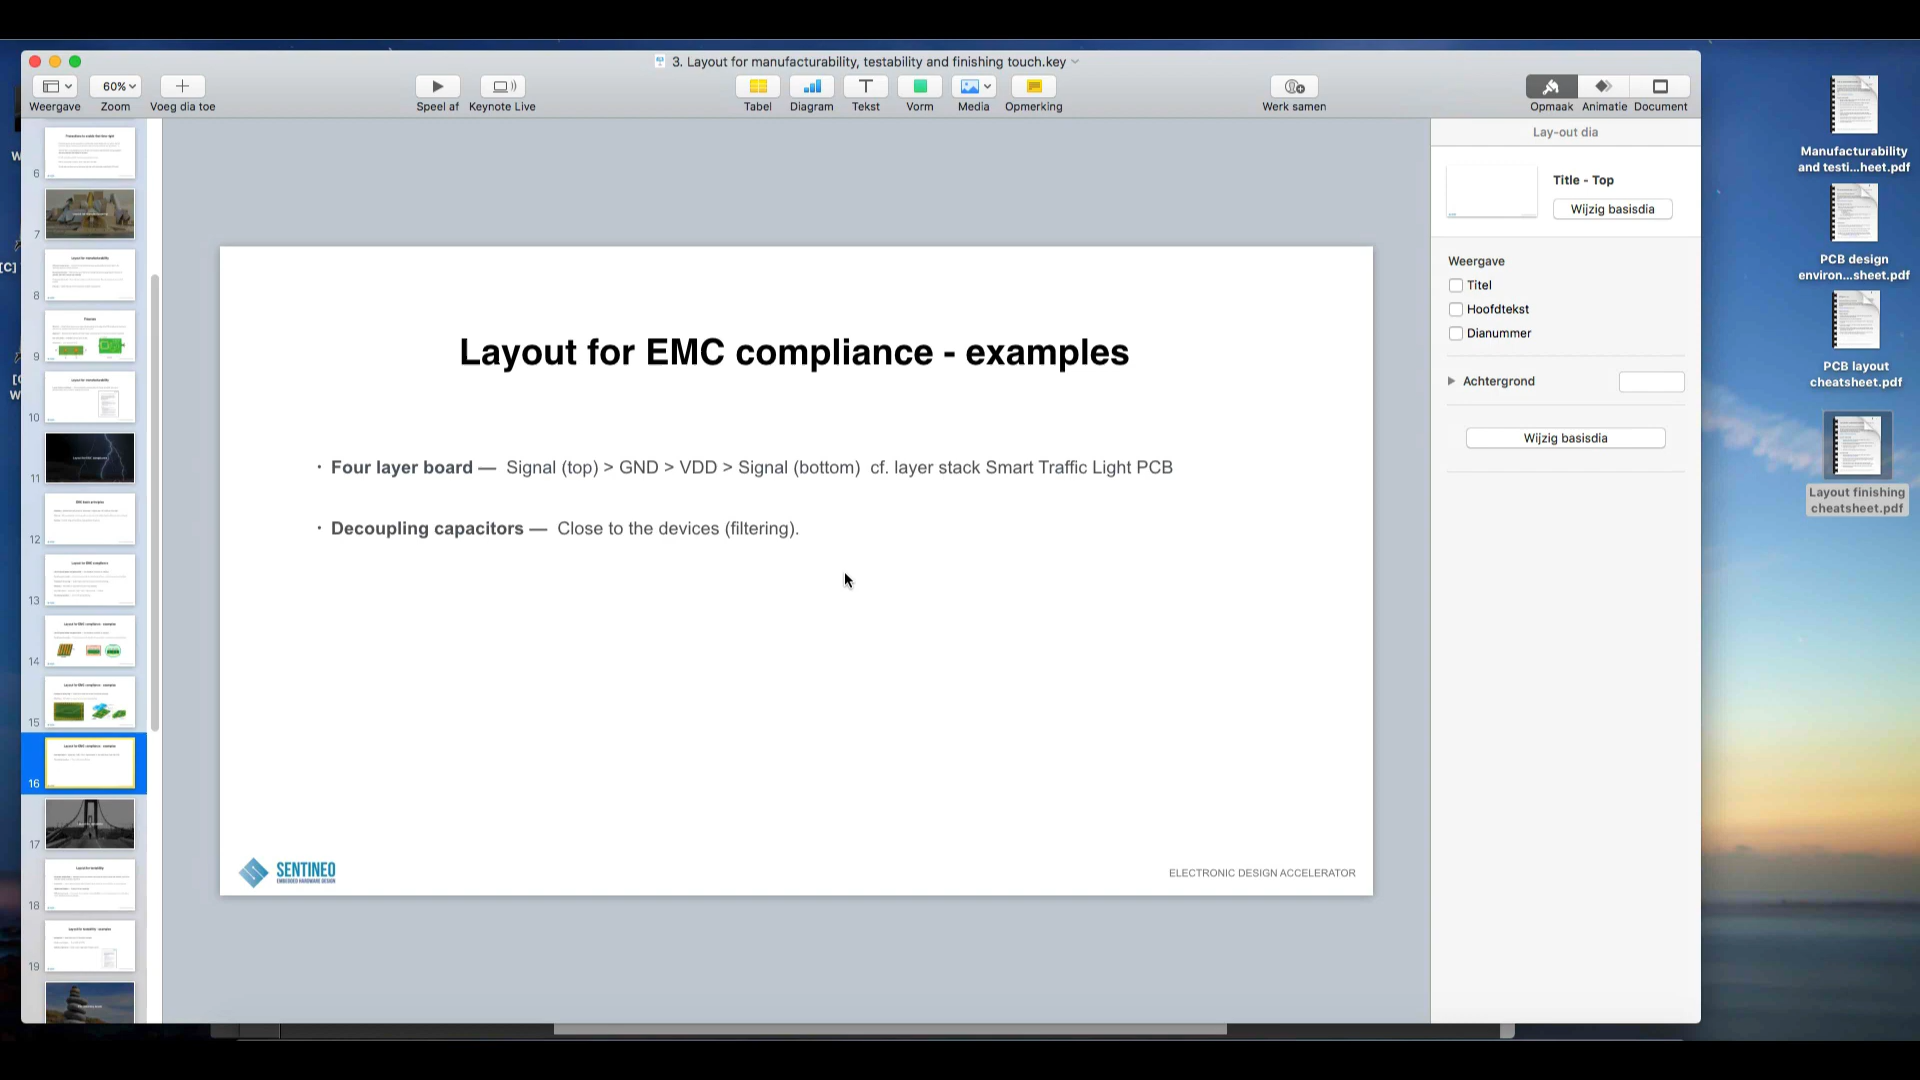 3. Layout for manufacturability, testability and finishing touch.key
60%
Weergave
Zoom
Voeg dia toe
Speel af
Keynote Live
Tabel
Diagram
Tekst
Vorm
Media
Opmerking
Werk samen
Opmaak
Animatie
Document
6
7
8
9
10
11
12
13
14
15
16
17
18
19
Layout for EMC compliance - examples
· Four layer board — Signal (top) > GND > VDD > Signal (bottom) cf. layer stack Smart Traffic Light PCB
· Decoupling capacitors — Close to the devices (filtering).
SENTINEO
EMBEDDED HARDWARE DESIGN
ELECTRONIC DESIGN ACCELERATOR
Lay-out dia
Title - Top
Wijzig basisdia
Weergave
Titel
Hoofdtekst
Dianummer
Achtergrond
Wijzig basisdia
Manufacturability
and testi...heet.pdf
PCB design
environ...sheet.pdf
PCB layout
cheatsheet.pdf
Layout finishing
cheatsheet.pdf